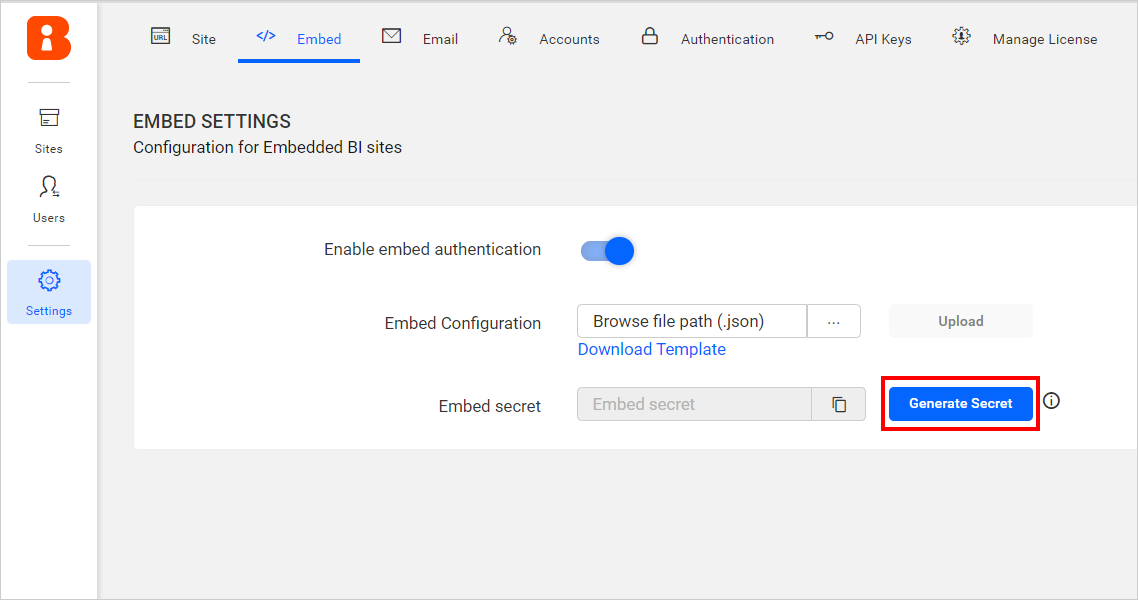 URL Site </> Embed Email Accounts Authentication API Keys Manage License
Sites
Users
Settings
EMBED SETTINGS
Configuration for Embedded BI sites
Enable embed authentication
Embed Configuration Browse file path (.json) ... Upload
Download Template
Embed secret Embed secret Generate Secret